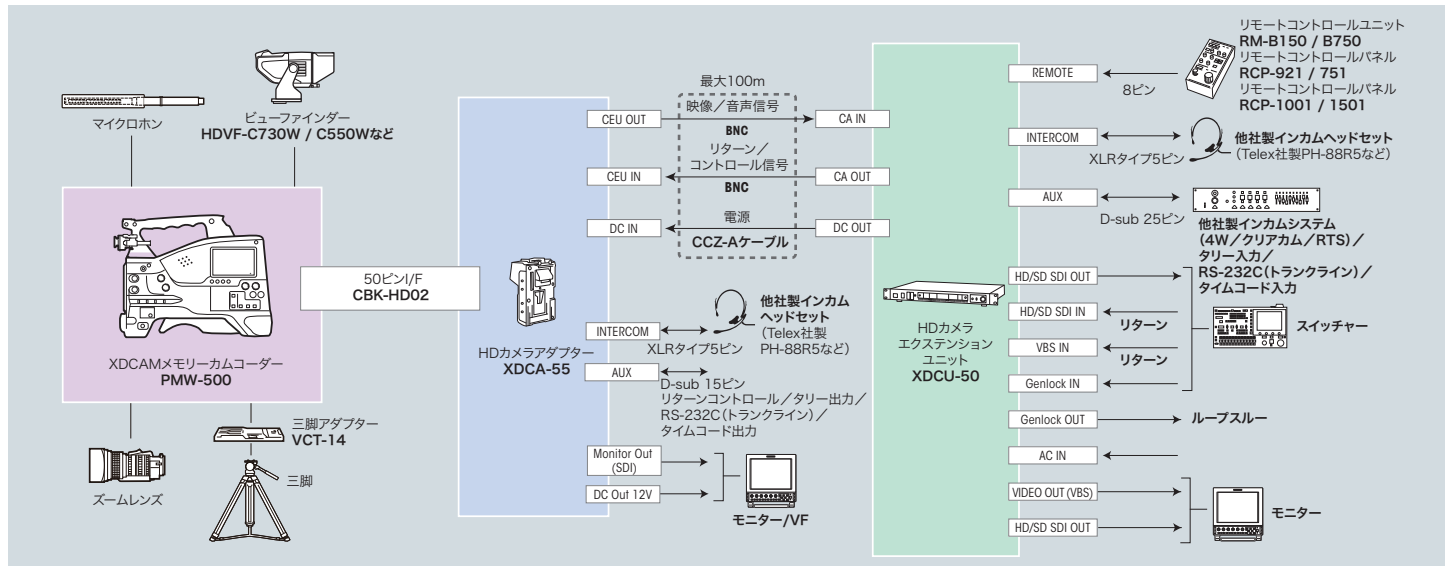 マイクロホン
ビューファインダー
HDVF-C730W / C550Wなど
XDCAMメモリーカムコーダー
PMW-500
ズームレンズ
三脚アダプター
VCT-14
三脚
50ピンI/F
CBK-HD02
HDカメラアダプター
XDCA-55
CEU OUT
CEU IN
DC IN
最大100m
映像／音声信号
BNC
リターン／
コントロール信号
BNC
電源
CCZ-Aケーブル
CA IN
CA OUT
DC OUT
INTERCOM
XLRタイプ5ピン
他社製インカム
ヘッドセット
（Telex社製
PH-88R5など）
AUX
D-sub 15ピン
リターンコントロール／タリー出力／
RS-232C（トランクライン）／
タイムコード出力
Monitor Out
(SDI)
DC Out 12V
モニター/VF
HDカメラ
エクステンション
ユニット
XDCU-50
REMOTE
8ピン
リモートコントロールユニット
RM-B150 / B750
リモートコントロールパネル
RCP-921 / 751
リモートコントロールパネル
RCP-1001 / 1501
INTERCOM
XLRタイプ5ピン
他社製インカムヘッドセット
（Telex社製PH-88R5など）
AUX
D-sub 25ピン
他社製インカムシステム
（4W／クリアカム／RTS）／
タリー入力／
RS-232C（トランクライン）／
タイムコード入力
HD/SD SDI OUT
HD/SD SDI IN
リターン
VBS IN
リターン
Genlock IN
スイッチャー
Genlock OUT
ループスルー
AC IN
VIDEO OUT (VBS)
HD/SD SDI OUT
モニター